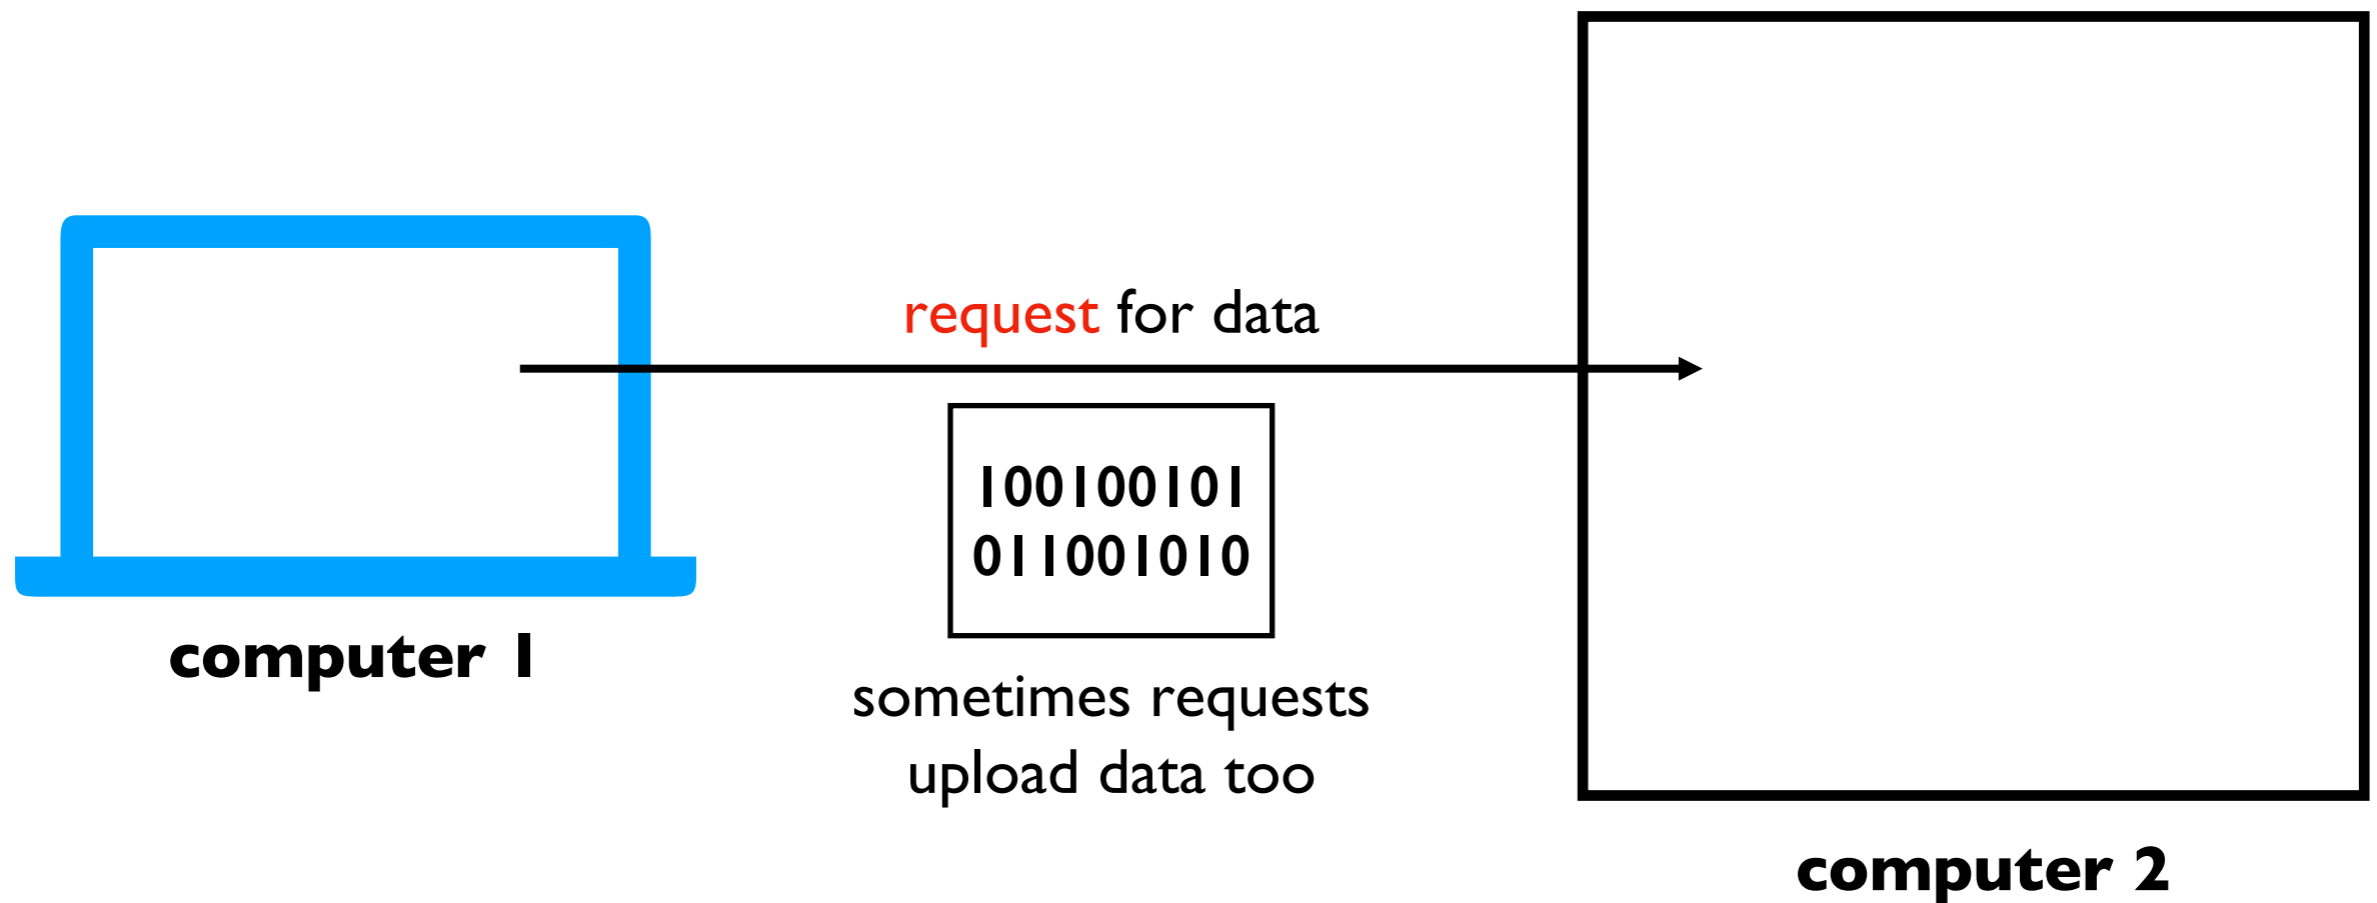 request for data
100100101
011001010
computer 1
sometimes requests
upload data too
computer 2